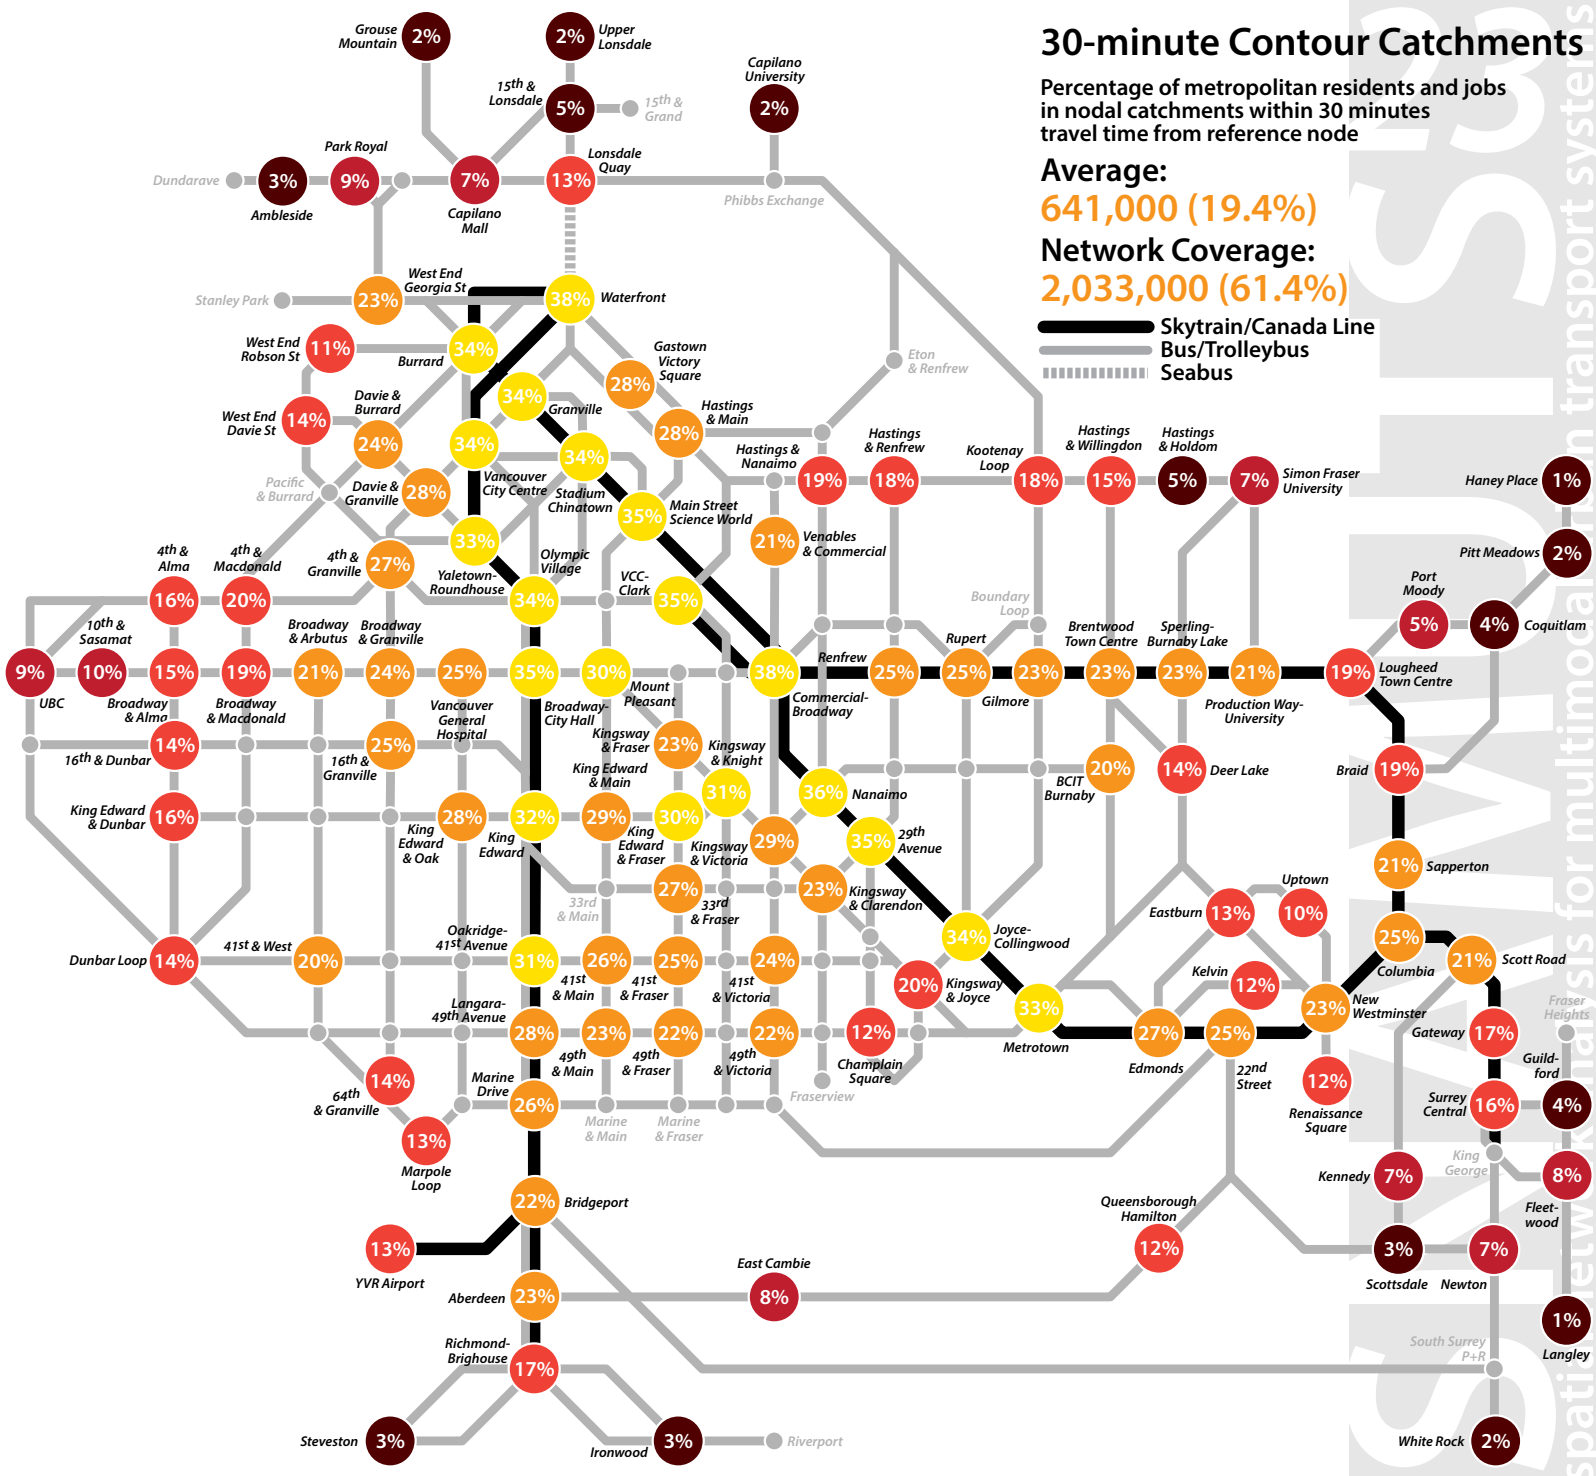 30-minute Contour Catchments
Percentage of metropolitan residents and jobs
in nodal catchments within 30 minutes
travel time from reference node
Average:
641,000 (19.4%)
Network Coverage:
2,033,000 (61.4%)
Skytrain/Canada Line
Bus/Trolleybus
Seabus
Grouse
Mountain
2%
2%
Upper
Lonsdale
15th &
Lonsdale
5%
15th &
Grand
Capilano
University
2%
Dundarave
3%
Ambleside
Park Royal
9%
7%
Capilano
Mall
13%
Lonsdale
Quay
Phibbs Exchange
Stanley Park
23%
West End
Georgia St
38%
Waterfront
West End
Robson St
11%
Burrard
34%
34%
Granville
28%
Gastown
Victory
Square
Eton
& Renfrew
West End
Davie St
14%
Davie &
Burrard
24%
34%
Vancouver
City Centre
34%
Stadium
Chinatown
28%
Hastings
& Main
Pacific
& Burrard
Davie &
Granville
28%
35%
Main Street
Science World
Hastings &
Nanaimo
19%
Hastings
& Renfrew
18%
Kootenay
Loop
18%
Hastings
& Willingdon
15%
Hastings
& Holdom
5%
7%
Simon Fraser
University
Haney Place
1%
4th &
Granville
27%
33%
Yaletown-
Roundhouse
Olympic
Village
34%
VCC-
Clark
35%
21%
Venables
& Commercial
Pitt Meadows
2%
4th &
Alma
16%
4th &
Macdonald
20%
Boundary
Loop
Port
Moody
5%
4%
Coquitlam
9%
UBC
10th &
Sasamat
10%
15%
Broadway
& Alma
19%
Broadway
& Macdonald
Broadway
& Arbutus
21%
Broadway
& Granville
24%
25%
Vancouver
General
Hospital
35%
Broadway-
City Hall
30%
Mount
Pleasant
38%
Commercial-
Broadway
Renfrew
25%
Rupert
25%
23%
Gilmore
Brentwood
Town Centre
23%
Sperling-
Burnaby Lake
23%
21%
Production Way-
University
19%
Lougheed
Town Centre
14%
16th & Dunbar
16th &
Granville
25%
Kingsway
& Fraser
23%
Kingsway
& Knight
31%
36%
Nanaimo
BCIT
Burnaby
20%
14%
Deer Lake
Braid
19%
King Edward
& Dunbar
16%
King
Edward
& Oak
28%
King
Edward
32%
King Edward
& Main
29%
King
Edward
& Fraser
30%
Kingsway
& Victoria
29%
35%
29th
Avenue
21%
Sapperton
33rd
& Main
27%
33rd
& Fraser
23%
Kingsway
& Clarendon
Eastburn
13%
Uptown
10%
Dunbar Loop
14%
41st & West
20%
Oakridge-
41st Avenue
31%
26%
41st
& Main
25%
41st
& Fraser
24%
41st
& Victoria
34%
Joyce-
Collingwood
25%
Columbia
21%
Scott Road
20%
Kingsway
& Joyce
Kelvin
12%
33%
Metrotown
23%
New
Westminster
Fraser
Heights
Langara-
49th Avenue
28%
23%
49th
& Main
22%
49th
& Fraser
22%
49th
& Victoria
12%
Champlain
Square
27%
Edmonds
25%
22nd
Street
Gateway
17%
64th
& Granville
14%
Fraserview
12%
Renaissance
Square
Guild-
ford
4%
Marine
Drive
26%
Marine
& Main
Marine
& Fraser
Surrey
Central
16%
13%
Marpole
Loop
King
George
Kennedy
7%
8%
Fleet-
wood
22%
Bridgeport
13%
YVR Airport
Queensborough
Hamilton
12%
3%
Scottsdale
7%
Newton
Aberdeen
23%
East Cambie
8%
1%
Langley
Richmond-
Brighouse
17%
South Surrey
P+R
Steveston
3%
Ironwood
3%
Riverport
White Rock
2%